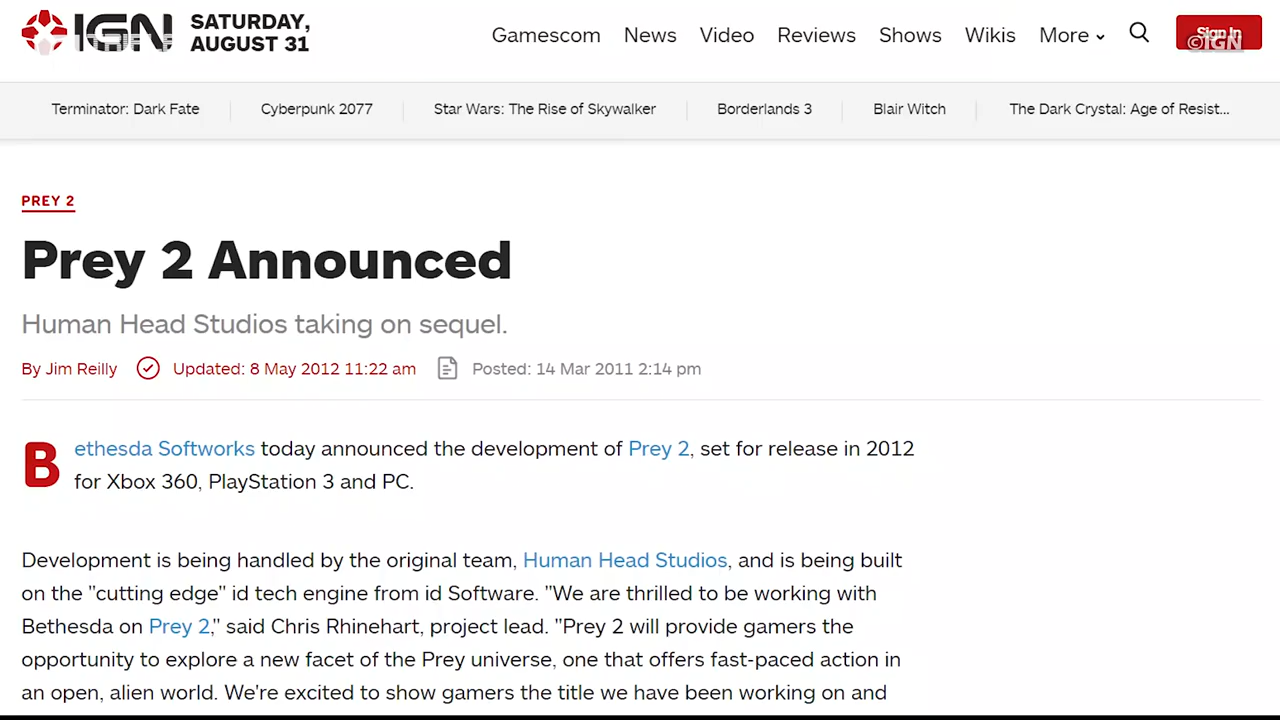 IGN
SATURDAY,
AUGUST 31
Gamescom News Video Reviews Shows Wikis More
Sign In
©IGN
Terminator: Dark Fate Cyberpunk 2077 Star Wars: The Rise of Skywalker Borderlands 3 Blair Witch The Dark Crystal: Age of Resist...
PREY 2
Prey 2 Announced
Human Head Studios taking on sequel.
By Jim Reilly Updated: 8 May 2012 11:22 am Posted: 14 Mar 2011 2:14 pm
Bethesda Softworks today announced the development of Prey 2, set for release in 2012
for Xbox 360, PlayStation 3 and PC.
Development is being handled by the original team, Human Head Studios, and is being built
on the "cutting edge" id tech engine from id Software. "We are thrilled to be working with
Bethesda on Prey 2," said Chris Rhinehart, project lead. "Prey 2 will provide gamers the
opportunity to explore a new facet of the Prey universe, one that offers fast-paced action in
an open, alien world. We're excited to show gamers the title we have been working on and